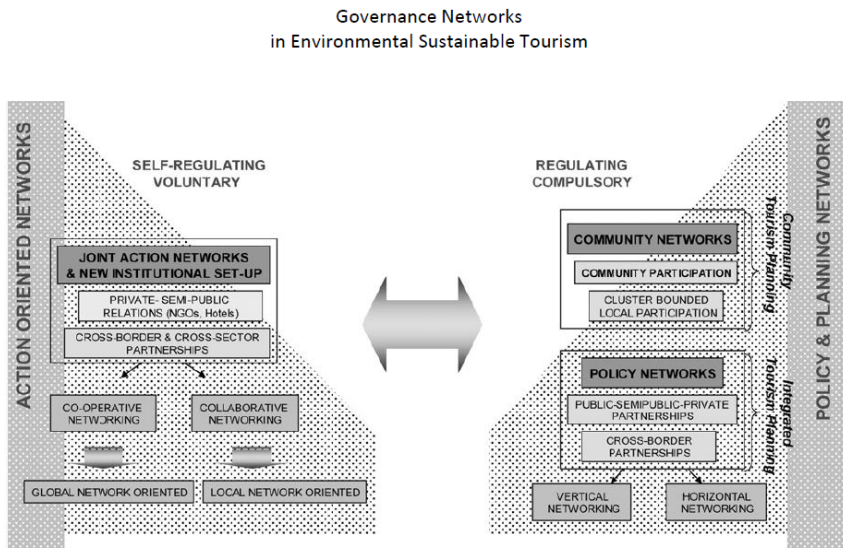 Governance Networks
in Environmental Sustainable Tourism
ACTION ORIENTED NETWORKS
SELF-REGULATING
VOLUNTARY
JOINT ACTION NETWORKS
& NEW INSTITUTIONAL SET-UP
PRIVATE- SEMI-PUBLIC
RELATIONS (NGOs, Hotels)
CROSS-BORDER & CROSS-SECTOR
PARTNERSHIPS
CO-OPERATIVE
NETWORKING
COLLABORATIVE
NETWORKING
GLOBAL NETWORK ORIENTED
LOCAL NETWORK ORIENTED
REGULATING
COMPULSORY
COMMUNITY NETWORKS
COMMUNITY PARTICIPATION
CLUSTER BOUNDED
LOCAL PARTICIPATION
Community
Tourism Planning
POLICY NETWORKS
PUBLIC-SEMIPUBLIC-PRIVATE
PARTNERSHIPS
CROSS-BORDER
PARTNERSHIPS
Integrated
Tourism Planning
VERTICAL
NETWORKING
HORIZONTAL
NETWORKING
POLICY & PLANNING NETWORKS